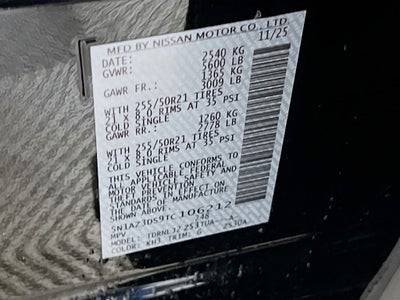 MFD BY NISSAN MOTOR CO., LTD.
DATE: 11/25
GVWR: 2540 KG
5600 LB
GAWR FR.: 1365 KG
3009 LB
WITH 255/50R21 TIRES
21 X 8.0 RIMS AT 35 PSI
COLD SINGLE
GAWR RR.: 1260 KG
2778 LB
WITH 255/50R21 TIRES
21 X 8.0 RIMS AT 35 PSI
COLD SINGLE
THIS VEHICLE CONFORMS TO
ALL APPLICABLE FEDERAL
MOTOR VEHICLE SAFETY AND
THEFT PREVENTION
STANDARDS IN EFFECT ON
THE DATE OF MANUFACTURE
SHOWN ABOVE.
MPV
COLOR: KH3 TRIM: G